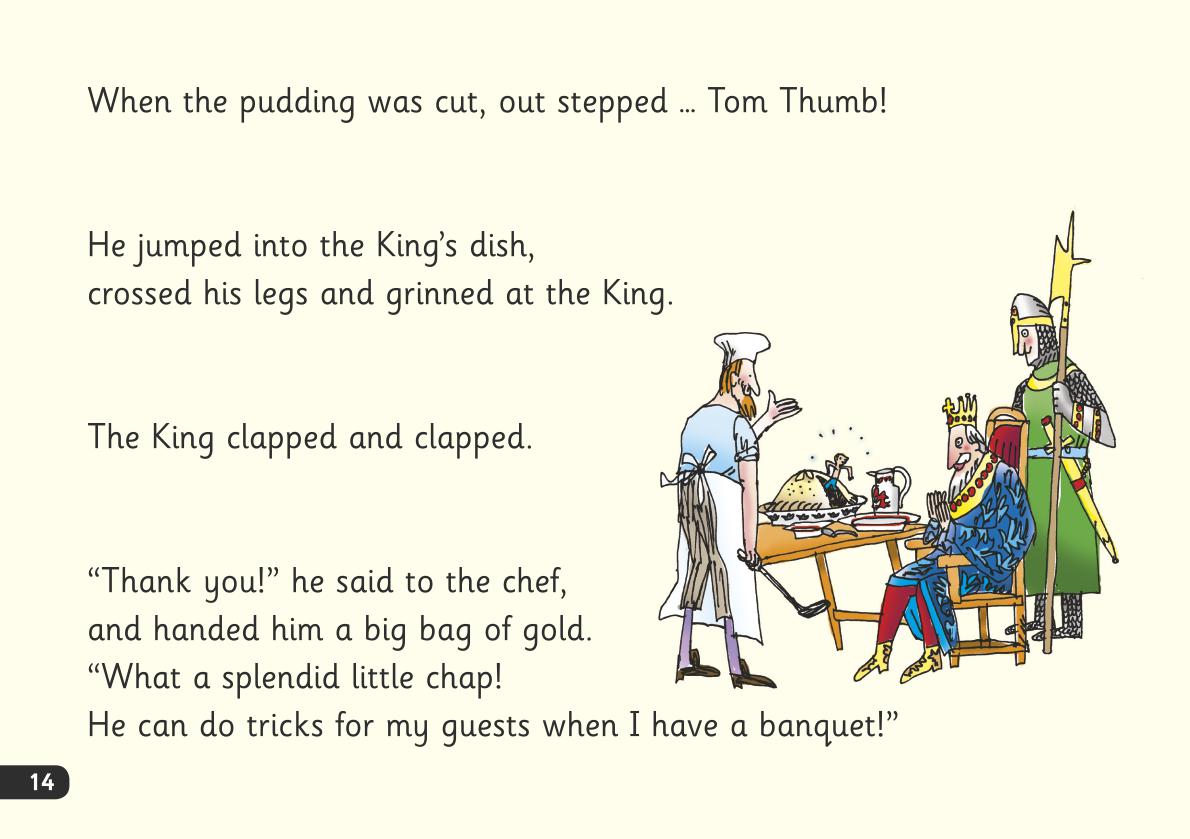 When the pudding was cut, out stepped ... Tom Thumb!
He jumped into the King’s dish,
crossed his legs and grinned at the King.
The King clapped and clapped.
“Thank you!” he said to the chef,
and handed him a big bag of gold.
“What a splendid little chap!
He can do tricks for my guests when I have a banquet!”
14